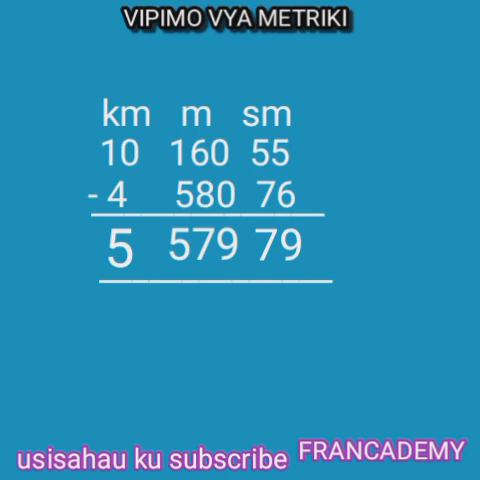 VIPIMO VYA METRIKI
km m sm
10 160 55
- 4 580 76
5 579 79
usisahau ku subscribe FRANCADEMY